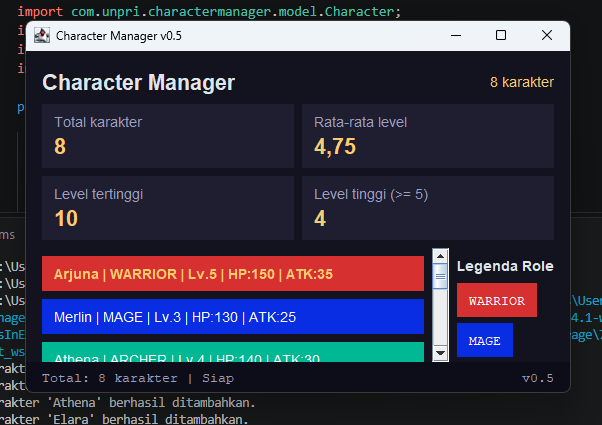 import com.unpri.charactermanager.model.Character;
Character Manager v0.5
Character Manager
8 karakter
Total karakter
8
Rata-rata level
4,75
Level tertinggi
10
Level tinggi (>= 5)
4
Arjuna | WARRIOR | Lv.5 | HP:150 | ATK:35
Merlin | MAGE | Lv.3 | HP:130 | ATK:25
Athena | ARCHER | Lv.4 | HP:140 | ATK:30
Legenda Role
WARRIOR
MAGE
Total: 8 karakter | Siap
v0.5
arakter 'Athena' berhasil ditambahkan.
arakter 'Elara' berhasil ditambahkan.